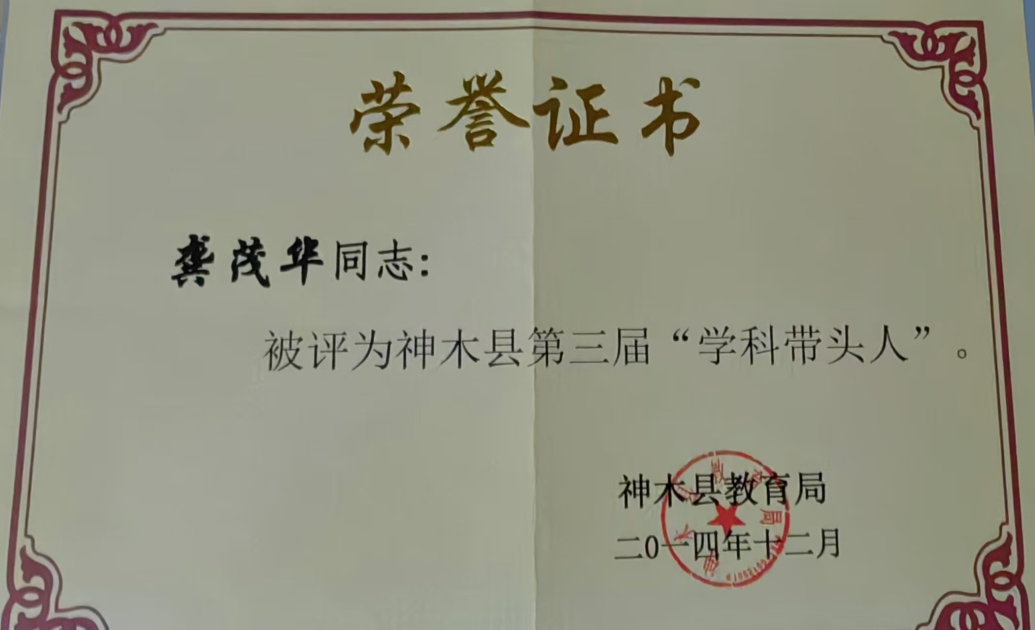 荣誉证书
龚茂华同志:
被评为神木县第三届“学科带头人”。
神木县教育局
二0一四年十二月